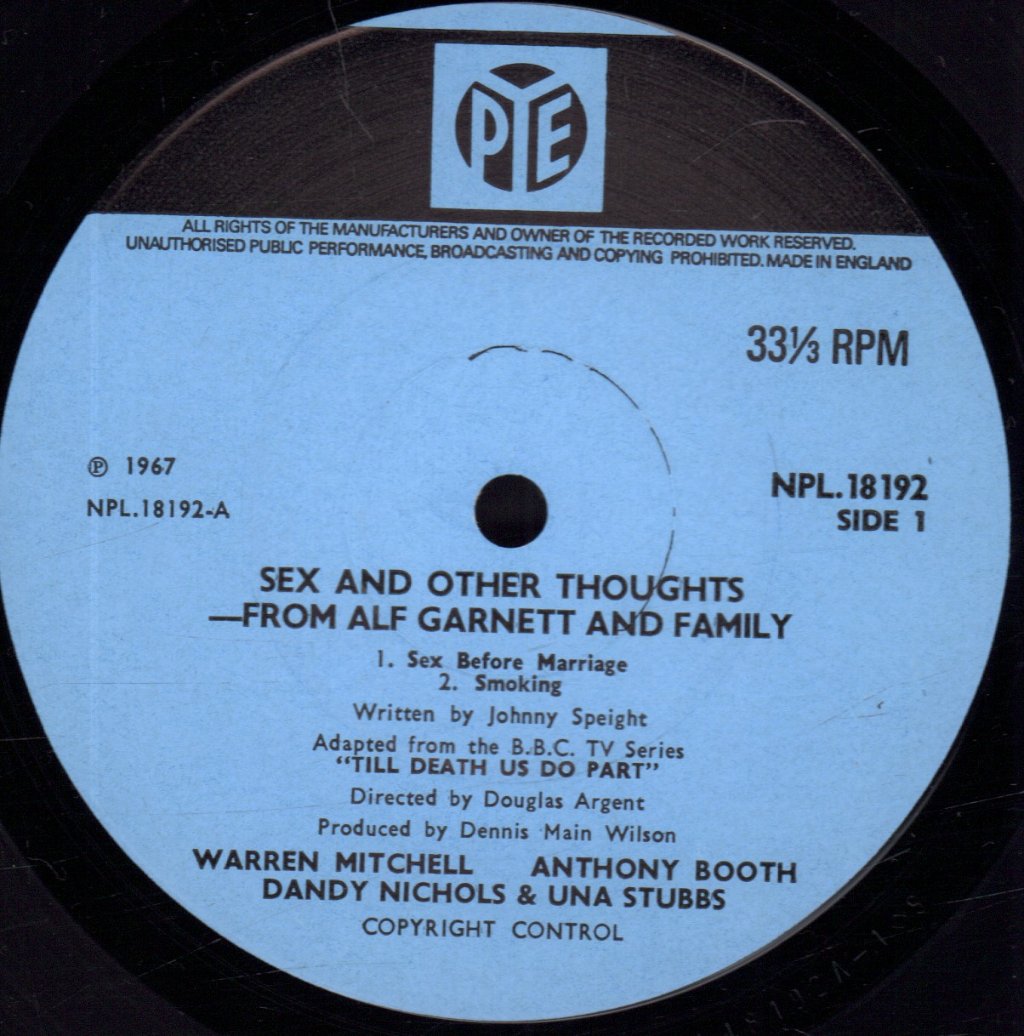 PYE
ALL RIGHTS OF THE MANUFACTURERS AND OWNER OF THE RECORDED WORK RESERVED.
UNAUTHORISED PUBLIC PERFORMANCE, BROADCASTING AND COPYING PROHIBITED. MADE IN ENGLAND
33⅓ RPM
℗ 1967
NPL.18192-A
NPL.18192
SIDE 1
SEX AND OTHER THOUGHTS
—FROM ALF GARNETT AND FAMILY
1. Sex Before Marriage
2. Smoking
Written by Johnny Speight
Adapted from the B.B.C. TV Series
"TILL DEATH US DO PART"
Directed by Douglas Argent
Produced by Dennis Main Wilson
WARREN MITCHELL ANTHONY BOOTH
DANDY NICHOLS & UNA STUBBS
COPYRIGHT CONTROL